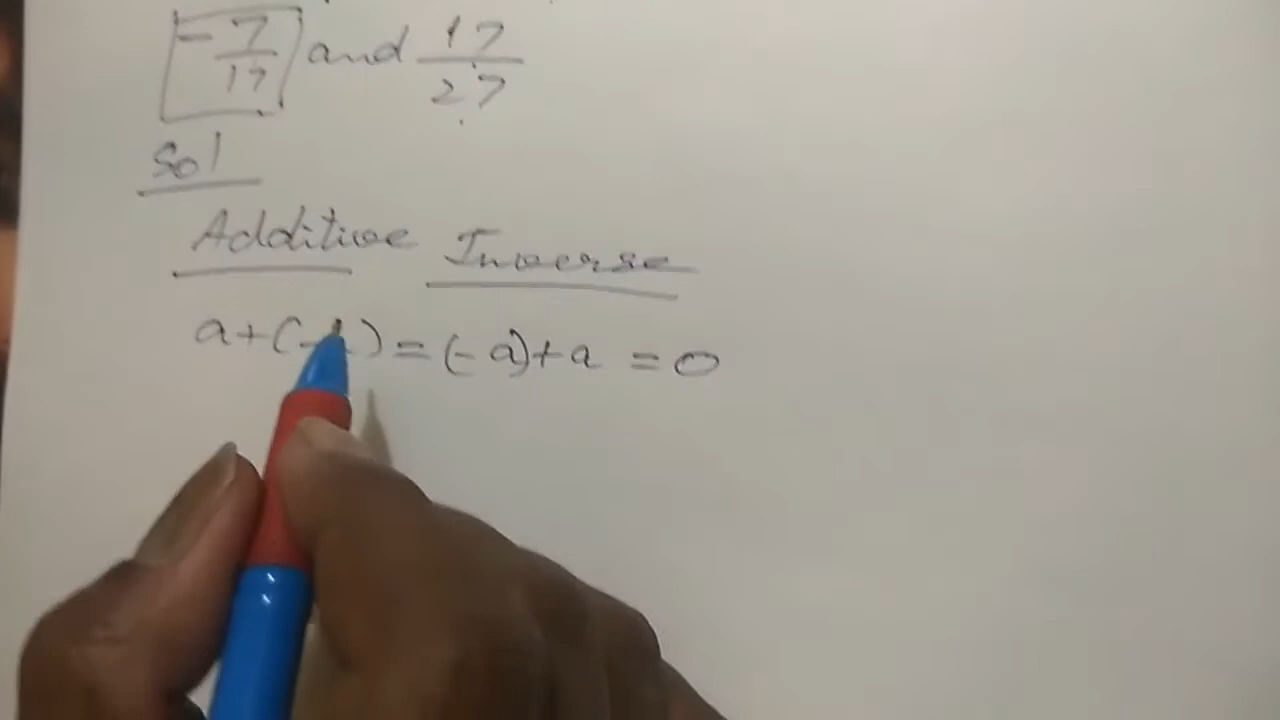 -7/17 and 17/27
Sol
Additive Inverse
a+(-a)=(-a)+a =0